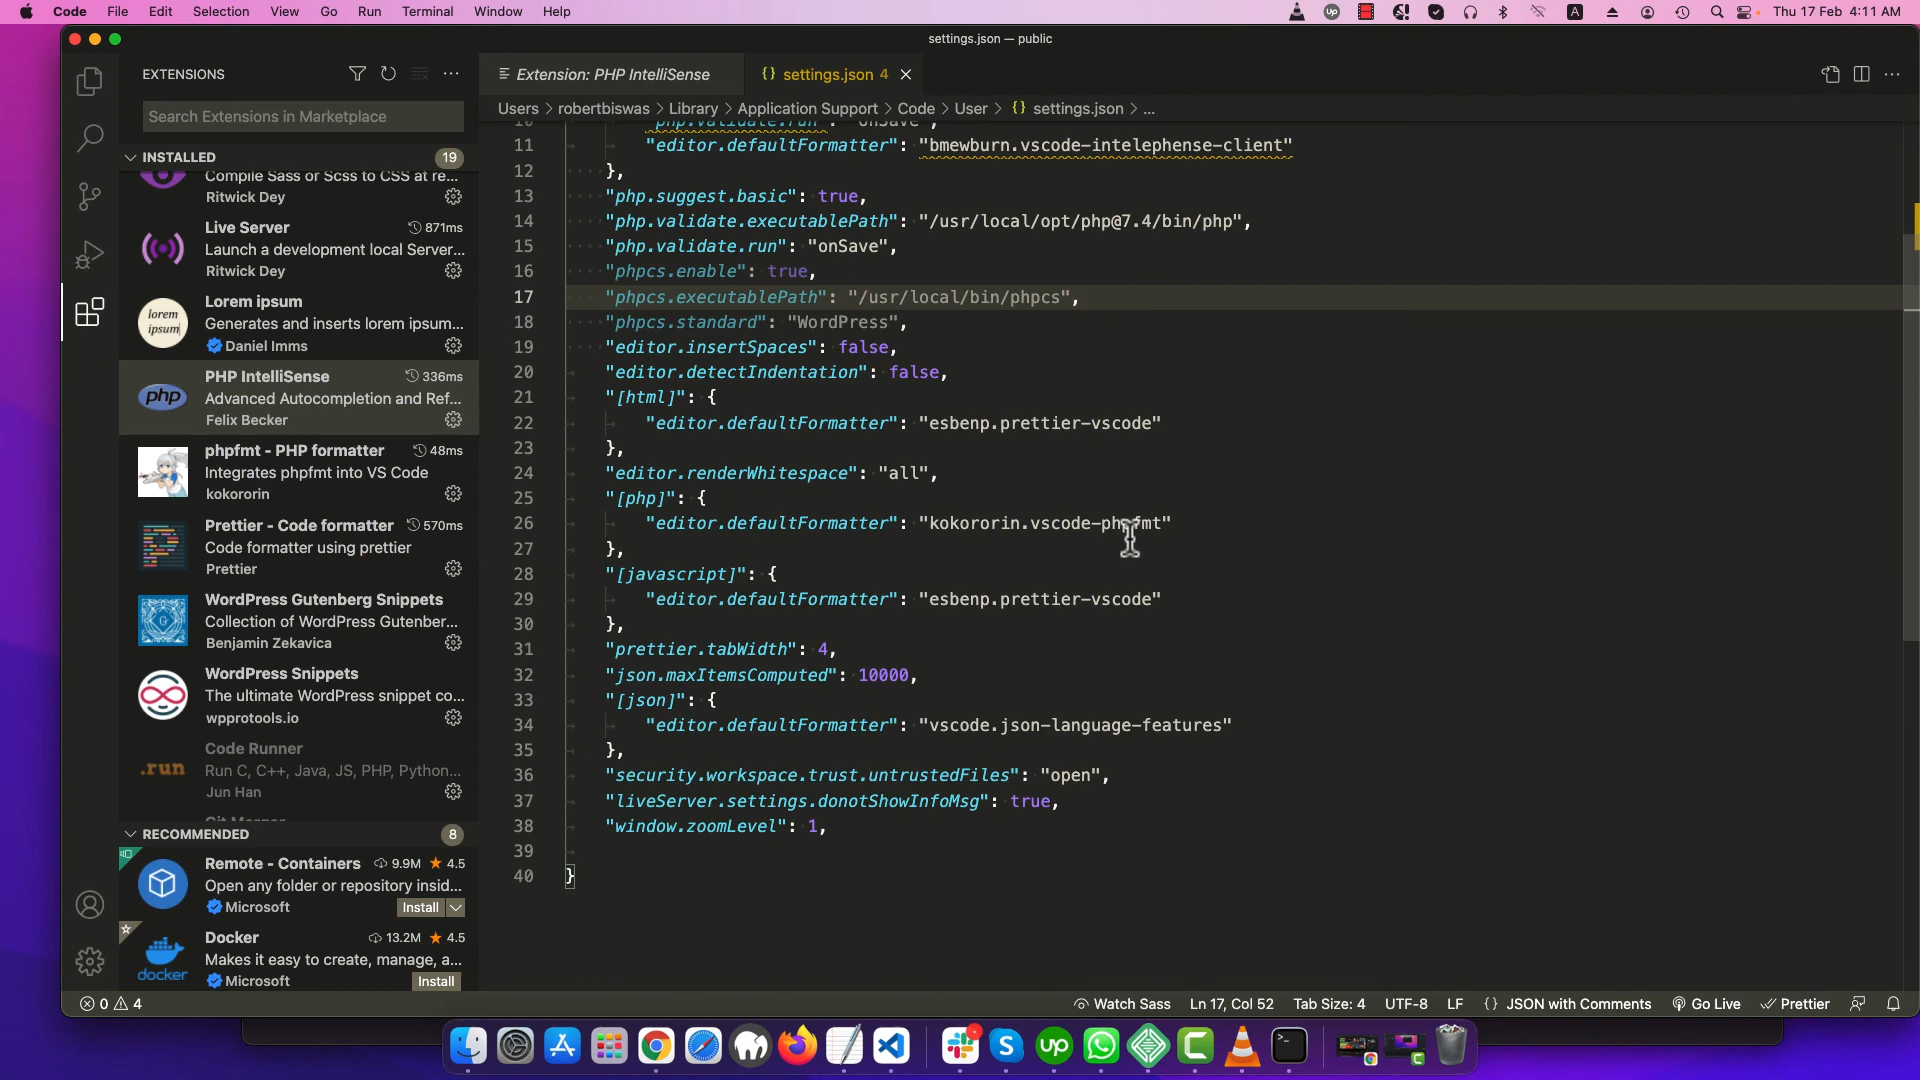 Code File Edit Selection View Go Run Terminal Window Help
Thu 17 Feb 4:11 AM
settings.json — public
EXTENSIONS
Search Extensions in Marketplace
INSTALLED 19
Compile Sass or Scss to CSS at re...
Ritwick Dey
Live Server 871ms
Launch a development local Server...
Ritwick Dey
Lorem ipsum
Generates and inserts lorem ipsum...
Daniel Imms
lorem
ipsum
PHP IntelliSense 336ms
Advanced Autocompletion and Ref...
Felix Becker
php
phpfmt - PHP formatter 48ms
Integrates phpfmt into VS Code
kokororin
Prettier - Code formatter 570ms
Code formatter using prettier
Prettier
WordPress Gutenberg Snippets
Collection of WordPress Gutenber...
Benjamin Zekavica
WordPress Snippets
The ultimate WordPress snippet co...
wpprotools.io
Code Runner
Run C, C++, Java, JS, PHP, Python...
Jun Han
.run
RECOMMENDED 8
Remote - Containers 9.9M 4.5
Open any folder or repository insid...
Microsoft Install
Docker 13.2M 4.5
Makes it easy to create, manage, a...
Microsoft Install
docker
Extension: PHP IntelliSense
{} settings.json 4
Users > robertbiswas > Library > Application Support > Code > User > {} settings.json > ...
10 "php.validate.run": "onSave",
11 "editor.defaultFormatter": "bmewburn.vscode-intelephense-client"
12 },
13 "php.suggest.basic": true,
14 "php.validate.executablePath": "/usr/local/opt/php@7.4/bin/php",
15 "php.validate.run": "onSave",
16 "phpcs.enable": true,
17 "phpcs.executablePath": "/usr/local/bin/phpcs",
18 "phpcs.standard": "WordPress",
19 "editor.insertSpaces": false,
20 "editor.detectIndentation": false,
21 "[html]": {
22 "editor.defaultFormatter": "esbenp.prettier-vscode"
23 },
24 "editor.renderWhitespace": "all",
25 "[php]": {
26 "editor.defaultFormatter": "kokororin.vscode-phpfmt"
27 },
28 "[javascript]": {
29 "editor.defaultFormatter": "esbenp.prettier-vscode"
30 },
31 "prettier.tabWidth": 4,
32 "json.maxItemsComputed": 10000,
33 "[json]": {
34 "editor.defaultFormatter": "vscode.json-language-features"
35 },
36 "security.workspace.trust.untrustedFiles": "open",
37 "liveServer.settings.donotShowInfoMsg": true,
38 "window.zoomLevel": 1,
39
40 }
0 4
Watch Sass Ln 17, Col 52 Tab Size: 4 UTF-8 LF {} JSON with Comments Go Live Prettier
up